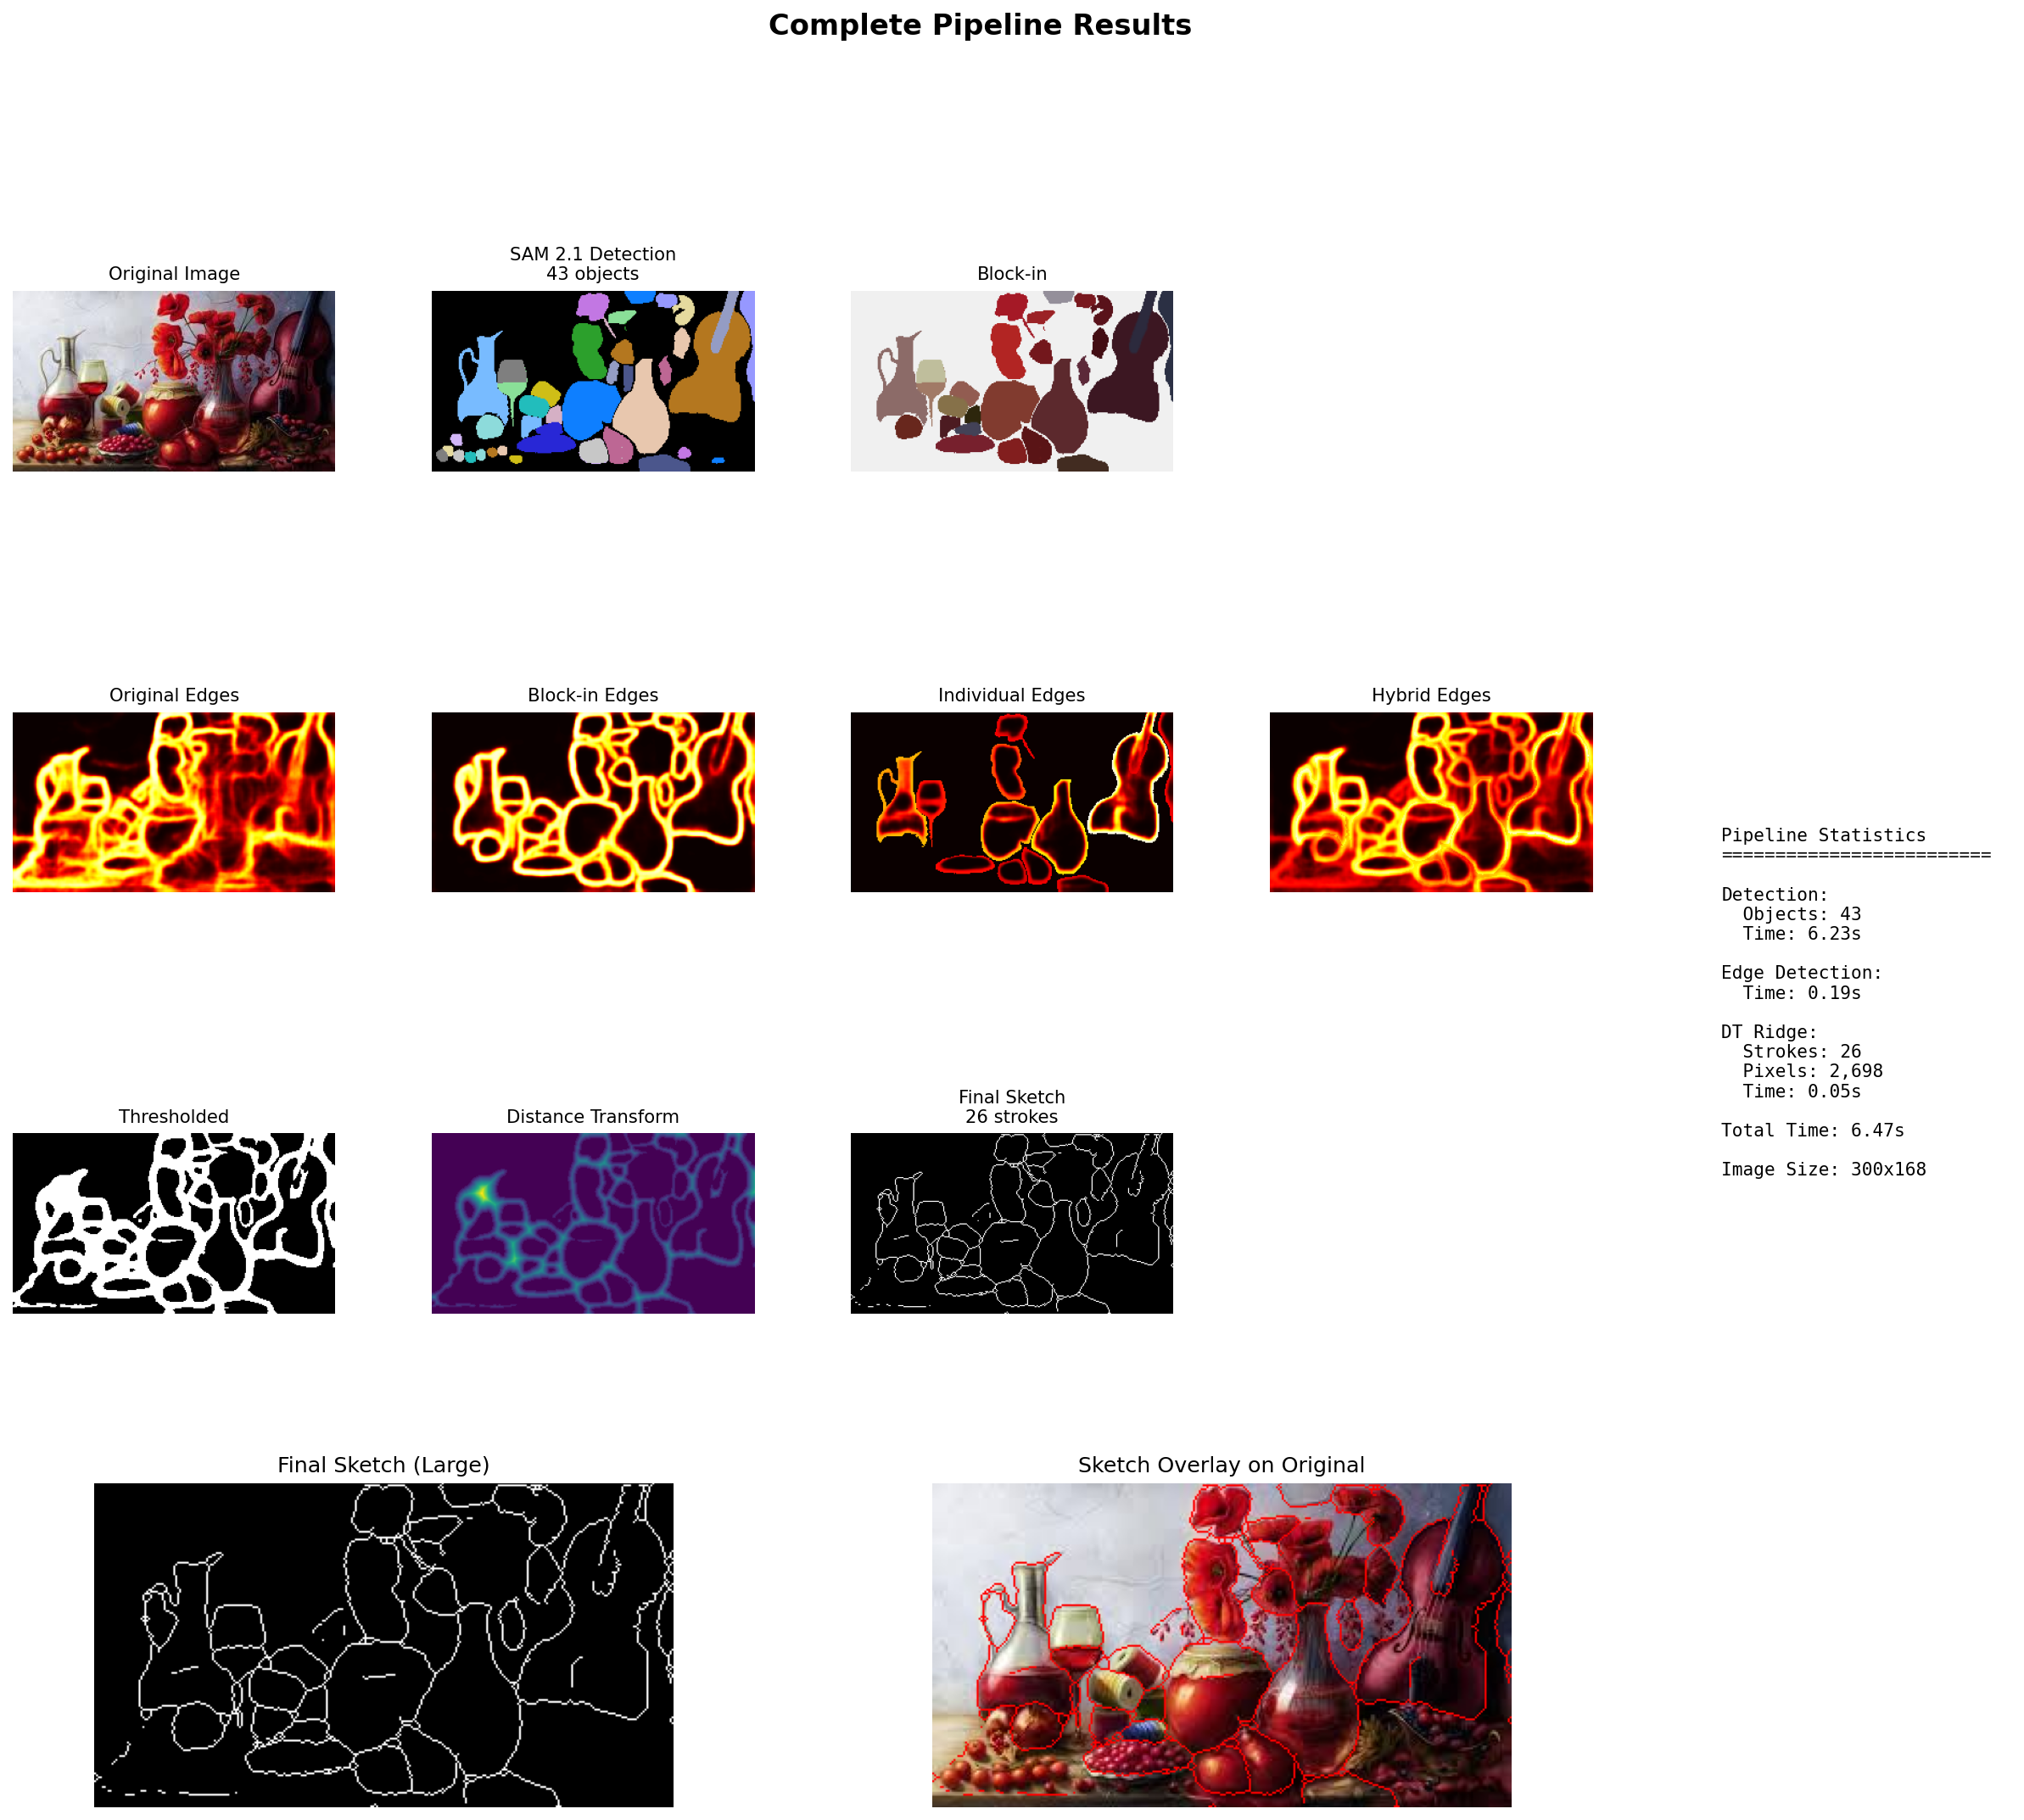 Complete Pipeline Results
Original Image
SAM 2.1 Detection
43 objects
Block-in
Original Edges
Block-in Edges
Individual Edges
Hybrid Edges
Pipeline Statistics
=========================
Detection:
Objects: 43
Time: 6.23s
Edge Detection:
Time: 0.19s
DT Ridge:
Strokes: 26
Pixels: 2,698
Time: 0.05s
Total Time: 6.47s
Image Size: 300x168
Thresholded
Distance Transform
Final Sketch
26 strokes
Final Sketch (Large)
Sketch Overlay on Original